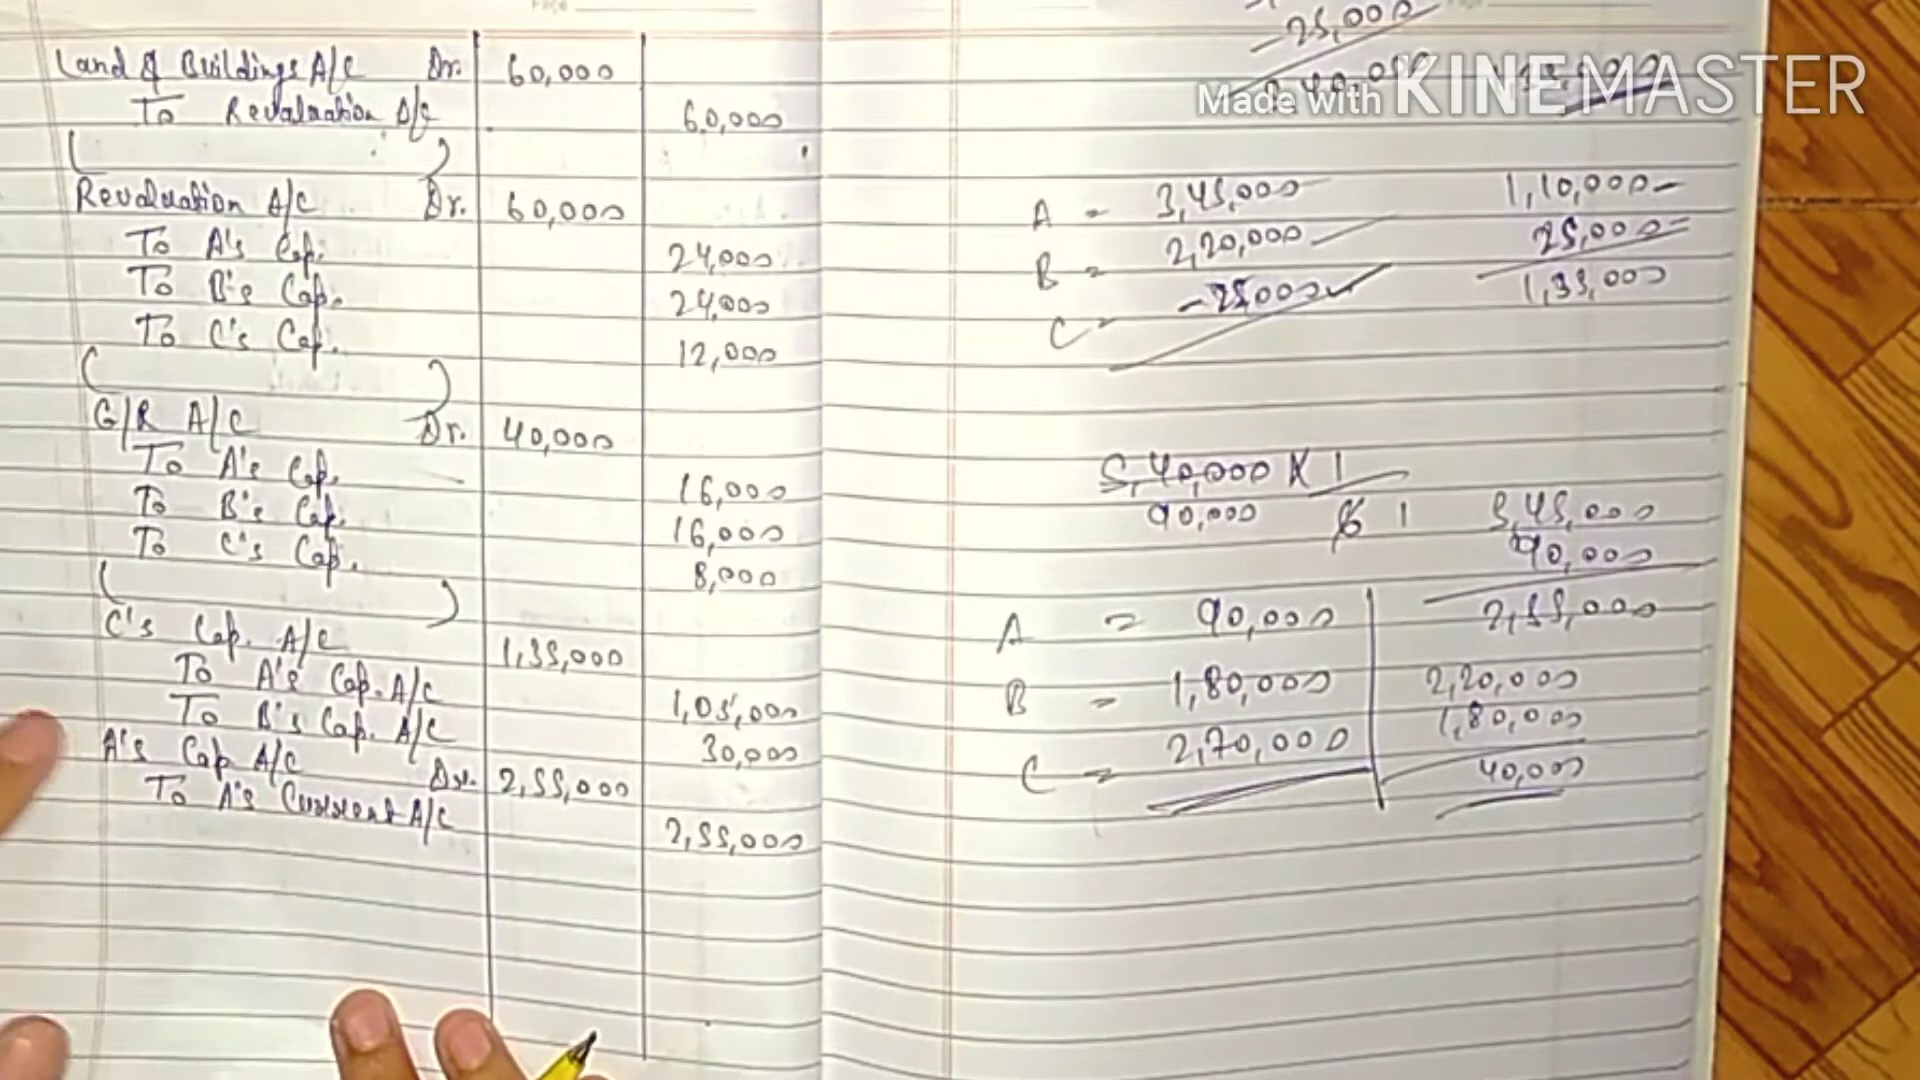 Land & Buildings A/C Dr. 60,000
To Revaluation A/C 60,000
Revaluation A/C Dr. 60,000
To A's Cap. 24,000
To B's Cap. 24,000
To C's Cap. 12,000
G/R A/C Dr. 40,000
To A's Cap. 16,000
To B's Cap. 16,000
To C's Cap. 8,000
C's Cap. A/C 1,35,000
To A's Cap. A/C 1,05,000
To B's Cap. A/C 30,000
A's Cap A/C Dr. 2,55,000
To A's Current A/C 2,55,000
- 25,000
Made with KINEMASTER
A = 3,45,000 1,10,000
B = 2,20,000 25,000
C = - 25,000 1,35,000
5,40,000 X 1
90,000 6 1 3,45,000
90,000
A = 90,000 2,55,000
B = 1,80,000 2,20,000
1,80,000
C = 2,70,000 40,000